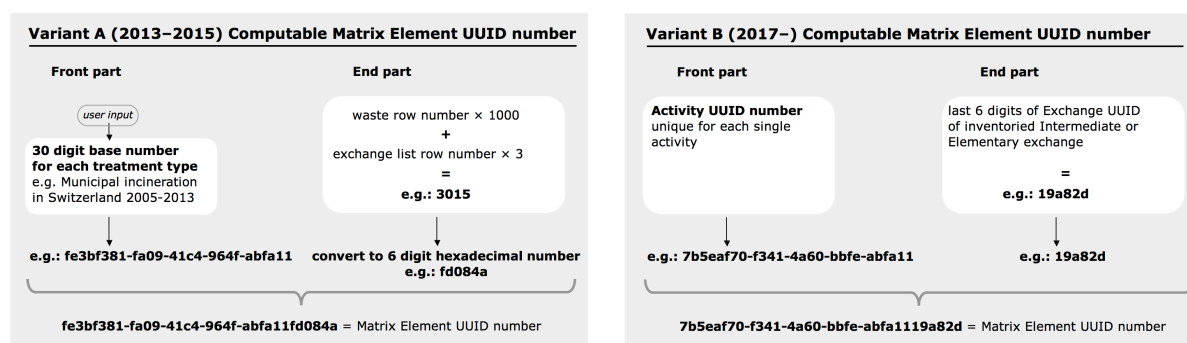 Variant A (2013–2015) Computable Matrix Element UUID number
Front part
End part
user input
30 digit base number
for each treatment type
e.g. Municipal incineration
in Switzerland 2005-2013
waste row number × 1000
+
exchange list row number × 3
=
e.g.: 3015
e.g.: fe3bf381-fa09-41c4-964f-abfa11
convert to 6 digit hexadecimal number
e.g.: fd084a
fe3bf381-fa09-41c4-964f-abfa11fd084a = Matrix Element UUID number
Variant B (2017–) Computable Matrix Element UUID number
Front part
End part
Activity UUID number
unique for each single
activity
last 6 digits of Exchange UUID
of inventoried Intermediate or
Elementary exchange
=
e.g.: 19a82d
e.g.: 7b5eaf70-f341-4a60-bbfe-abfa11
e.g.: 19a82d
7b5eaf70-f341-4a60-bbfe-abfa1119a82d = Matrix Element UUID number